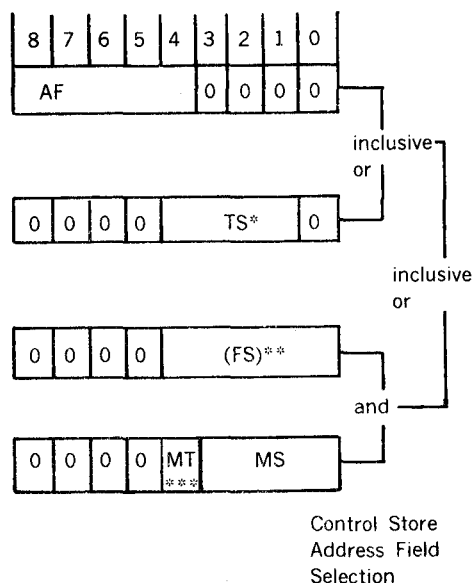 8 7 6 5 4 3 2 1 0
AF 0 0 0 0
inclusive
or
0 0 0 0 TS* 0
inclusive
or
0 0 0 0 (FS)**
and
0 0 0 0 MT MS
***
Control Store
Address Field
Selection